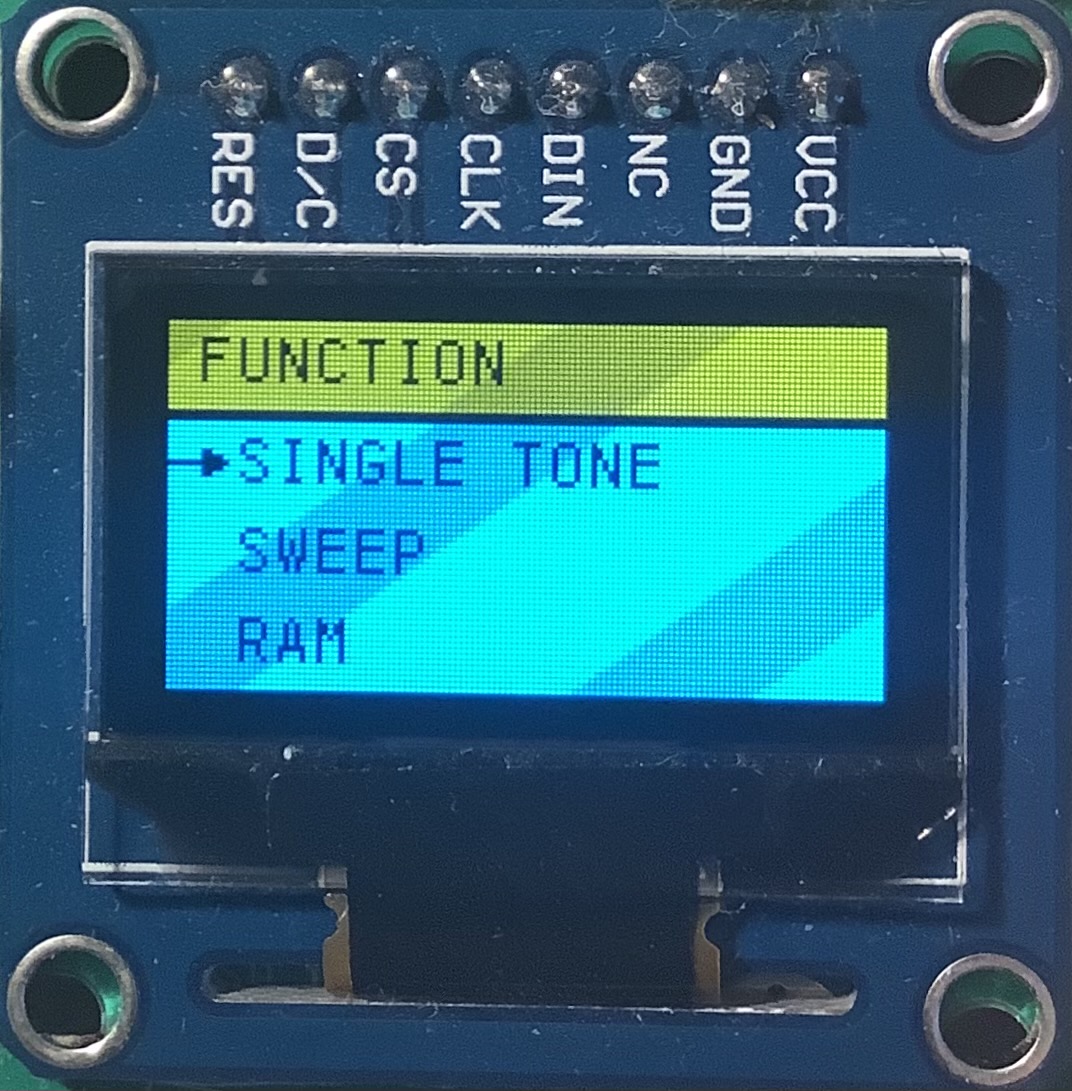 RES D/C CS CLK DIN NC GND VCC
FUNCTION
SINGLE TONE
SWEEP
RAM